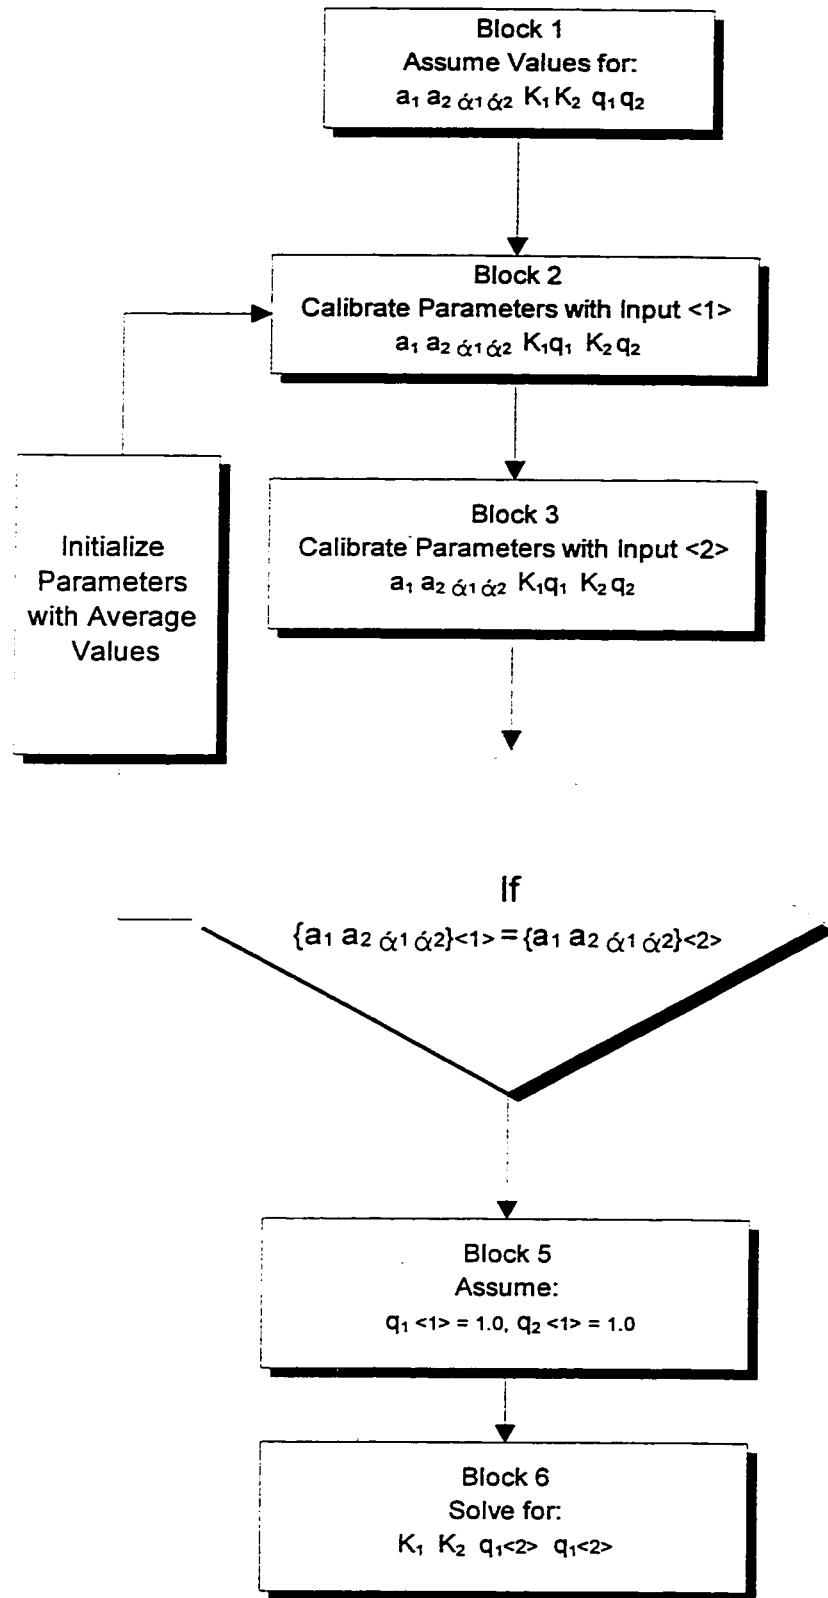 Block 1
Assume Values for:
a₁ a₂ ά1 ά2 K₁ K₂ q₁ q₂
Block 2
Calibrate Parameters with Input <1>
a₁ a₂ ά1 ά2 K₁q₁ K₂q₂
Block 3
Calibrate Parameters with Input <2>
a₁ a₂ ά1 ά2 K₁q₁ K₂q₂
Initialize
Parameters
with Average
Values
If
{a₁ a₂ ά1 ά2}<1> = {a₁ a₂ ά1 ά2}<2>
Block 5
Assume:
q₁ <1> = 1.0, q₂ <1> = 1.0
Block 6
Solve for:
K₁ K₂ q₁<2> q₁<2>